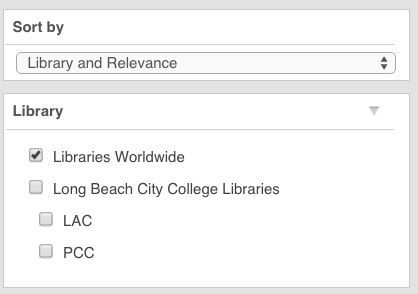 Sort by
Library and Relevance
Library
Libraries Worldwide
Long Beach City College Libraries
LAC
PCC